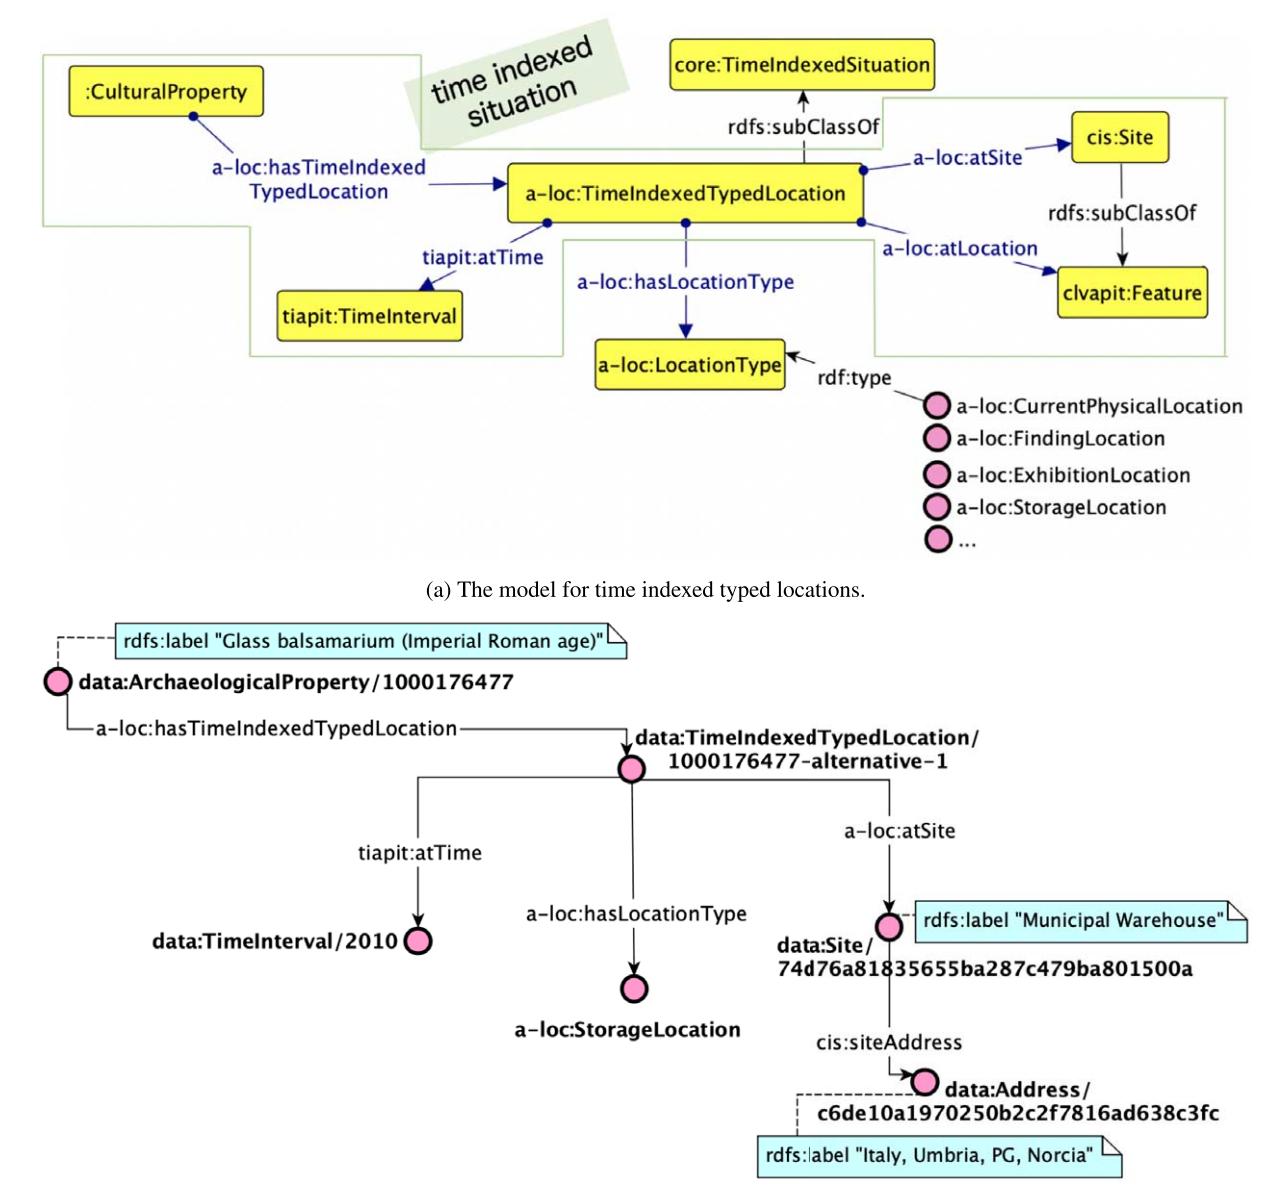 time indexed
situation
core:TimeIndexedSituation
:CulturalProperty
rdfs:subClassOf
cis:Site
a-loc:atSite
a-loc:hasTimeIndexed
TypedLocation
a-loc:TimeIndexedTypedLocation
rdfs:subClassOf
a-loc:atLocation
tiapit:atTime
a-loc:hasLocationType
clvapit:Feature
tiapit:TimeInterval
a-loc:LocationType
rdf:type
a-loc:CurrentPhysicalLocation
a-loc:FindingLocation
a-loc:ExhibitionLocation
a-loc:StorageLocation
...
(a) The model for time indexed typed locations.
rdfs:label "Glass balsamarium (Imperial Roman age)"
data:ArchaeologicalProperty/1000176477
a-loc:hasTimeIndexedTypedLocation
data:TimeIndexedTypedLocation/
1000176477-alternative-1
a-loc:atSite
tiapit:atTime
a-loc:hasLocationType
rdfs:label "Municipal Warehouse"
data:TimeInterval/2010
data:Site/
74d76a81835655ba287c479ba801500a
a-loc:StorageLocation
cis:siteAddress
data:Address/
c6de10a1970250b2c2f7816ad638c3fc
rdfs:label "Italy, Umbria, PG, Norcia"